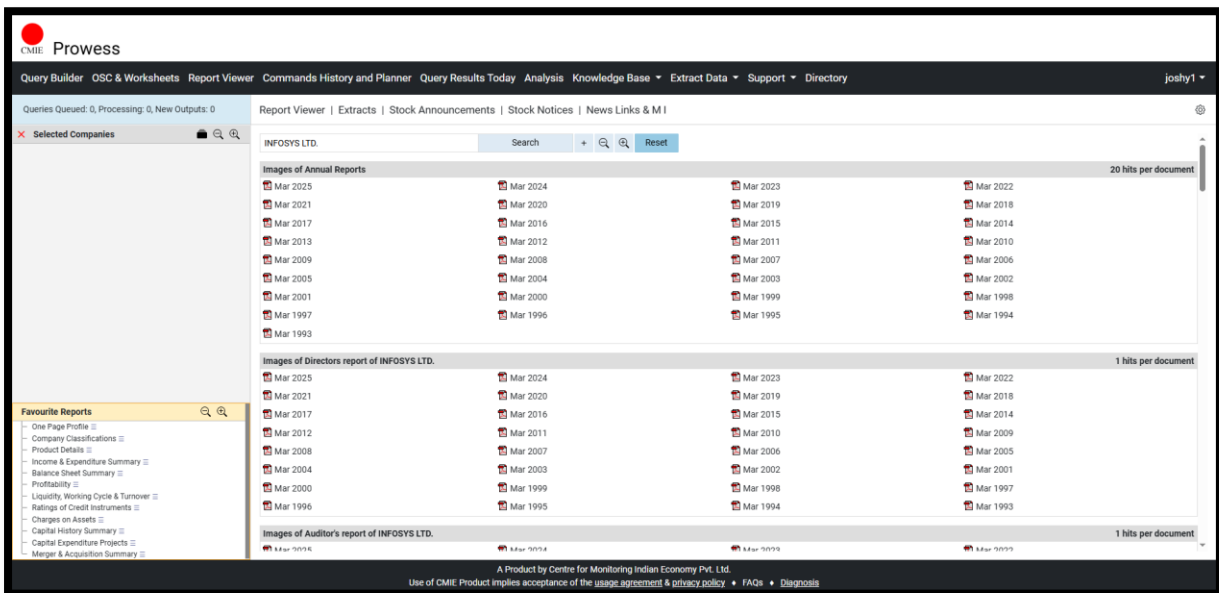 CMIE Prowess
Query Builder OSC & Worksheets Report Viewer Commands History and Planner Query Results Today Analysis Knowledge Base Extract Data Support Directory joshy1
Queries Queued: 0, Processing: 0, New Outputs: 0
Report Viewer | Extracts | Stock Announcements | Stock Notices | News Links & M I
Selected Companies
INFOSYS LTD. Search + Reset
Images of Annual Reports 20 hits per document
Mar 2025 Mar 2024 Mar 2023 Mar 2022
Mar 2021 Mar 2020 Mar 2019 Mar 2018
Mar 2017 Mar 2016 Mar 2015 Mar 2014
Mar 2013 Mar 2012 Mar 2011 Mar 2010
Mar 2009 Mar 2008 Mar 2007 Mar 2006
Mar 2005 Mar 2004 Mar 2003 Mar 2002
Mar 2001 Mar 2000 Mar 1999 Mar 1998
Mar 1997 Mar 1996 Mar 1995 Mar 1994
Mar 1993
Images of Directors report of INFOSYS LTD. 1 hits per document
Mar 2025 Mar 2024 Mar 2023 Mar 2022
Mar 2021 Mar 2020 Mar 2019 Mar 2018
Mar 2017 Mar 2016 Mar 2015 Mar 2014
Mar 2012 Mar 2011 Mar 2010 Mar 2009
Mar 2008 Mar 2007 Mar 2006 Mar 2005
Mar 2004 Mar 2003 Mar 2002 Mar 2001
Mar 2000 Mar 1999 Mar 1998 Mar 1997
Mar 1996 Mar 1995 Mar 1994 Mar 1993
Images of Auditor's report of INFOSYS LTD. 1 hits per document
Mar 2025 Mar 2024 Mar 2023 Mar 2022
Favourite Reports
One Page Profile
Company Classifications
Product Details
Income & Expenditure Summary
Balance Sheet Summary
Profitability
Liquidity, Working Cycle & Turnover
Ratings of Credit Instruments
Charges on Assets
Capital History Summary
Capital Expenditure Projects
Merger & Acquisition Summary
A Product by Centre for Monitoring Indian Economy Pvt. Ltd.
Use of CMIE Product implies acceptance of the usage agreement & privacy policy ♦ FAQs ♦ Diagnosis